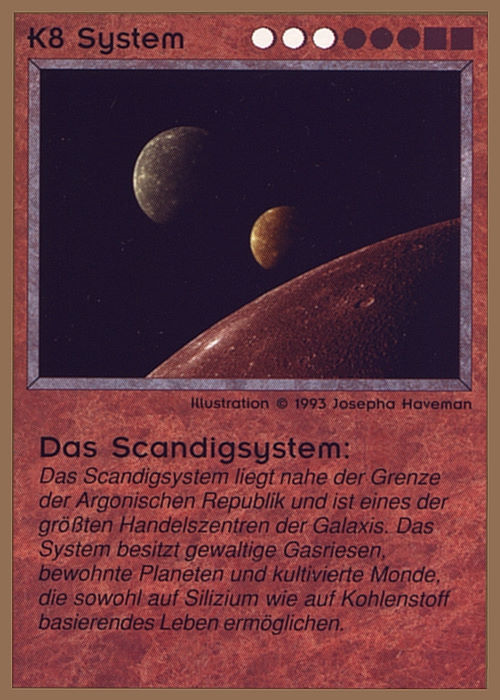 K8 System
Illustration © 1993 Josepha Haveman
Das Scandigsystem:
Das Scandigsystem liegt nahe der Grenze
der Argonischen Republik und ist eines der
größten Handelszentren der Galaxis. Das
System besitzt gewaltige Gasriesen,
bewohnte Planeten und kultivierte Monde,
die sowohl auf Silizium wie auf Kohlenstoff
basierendes Leben ermöglichen.